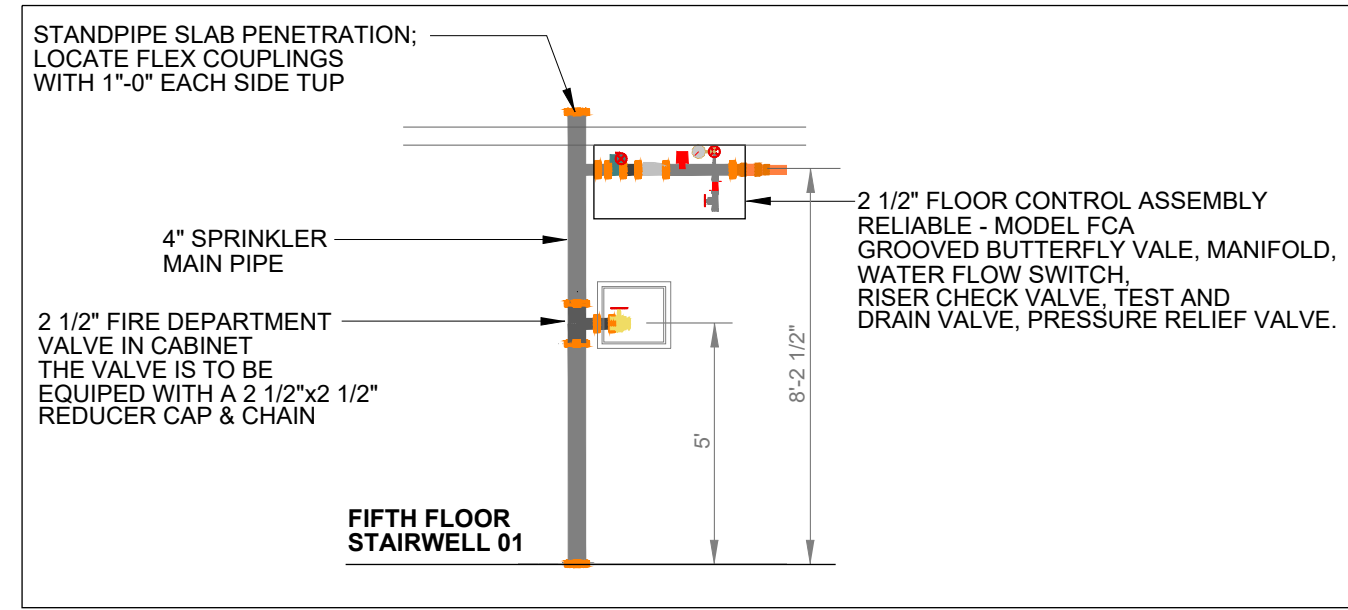 STANDPIPE SLAB PENETRATION;
LOCATE FLEX COUPLINGS
WITH 1"-0" EACH SIDE TUP
4" SPRINKLER
MAIN PIPE
2 1/2" FIRE DEPARTMENT
VALVE IN CABINET
THE VALVE IS TO BE
EQUIPED WITH A 2 1/2"x2 1/2"
REDUCER CAP & CHAIN
2 1/2" FLOOR CONTROL ASSEMBLY
RELIABLE - MODEL FCA
GROOVED BUTTERFLY VALE, MANIFOLD,
WATER FLOW SWITCH,
RISER CHECK VALVE, TEST AND
DRAIN VALVE, PRESSURE RELIEF VALVE.
5'
8'-2 1/2"
FIFTH FLOOR
STAIRWELL 01